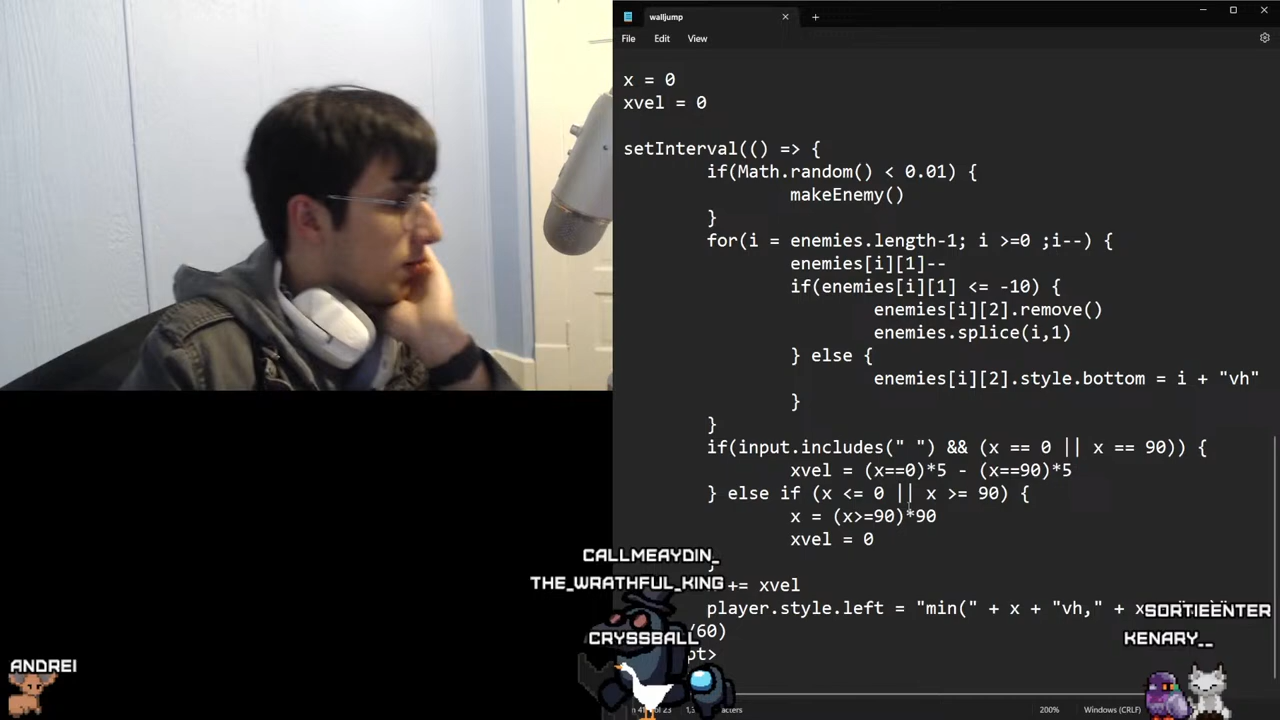 walljump
File Edit View
x = 0
xvel = 0
setInterval(() => {
if(Math.random() < 0.01) {
makeEnemy()
}
for(i = enemies.length-1; i >=0 ;i--) {
enemies[i][1]--
if(enemies[i][1] <= -10) {
enemies[i][2].remove()
enemies.splice(i,1)
} else {
enemies[i][2].style.bottom = i + "vh"
}
}
if(input.includes(" ") && (x == 0 || x == 90)) {
xvel = (x==0)*5 - (x==90)*5
} else if (x <= 0 || x >= 90) {
x = (x>=90)*90
xvel = 0
+= xvel
player.style.left = "min(" + x + "vh," + x
/60)
pt>
CALLMEAYDIN_
THE_WRATHFUL_KING
CRYSSBALL
SORTIEENTER
KENARY__
ANDREI
200%
Windows (CRLF)